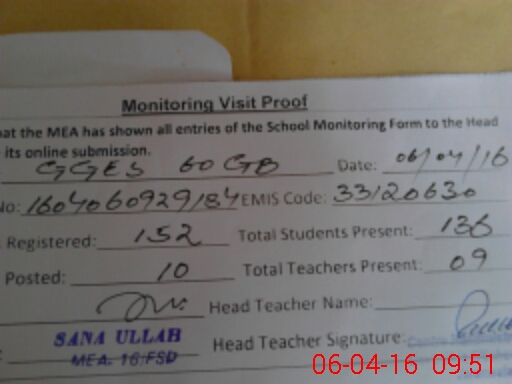 Monitoring Visit Proof
at the MEA has shown all entries of the School Monitoring Form to the Head
its online submission.
GGES 60 GB Date: 06/04/16
No: 1604060929184 EMIS Code: 33120630
Registered: 152 Total Students Present: 136
Posted: 10 Total Teachers Present: 09
Head Teacher Name:
SANA ULLAH Head Teacher Signature:
MEA. 16:FSD
06-04-16 09:51